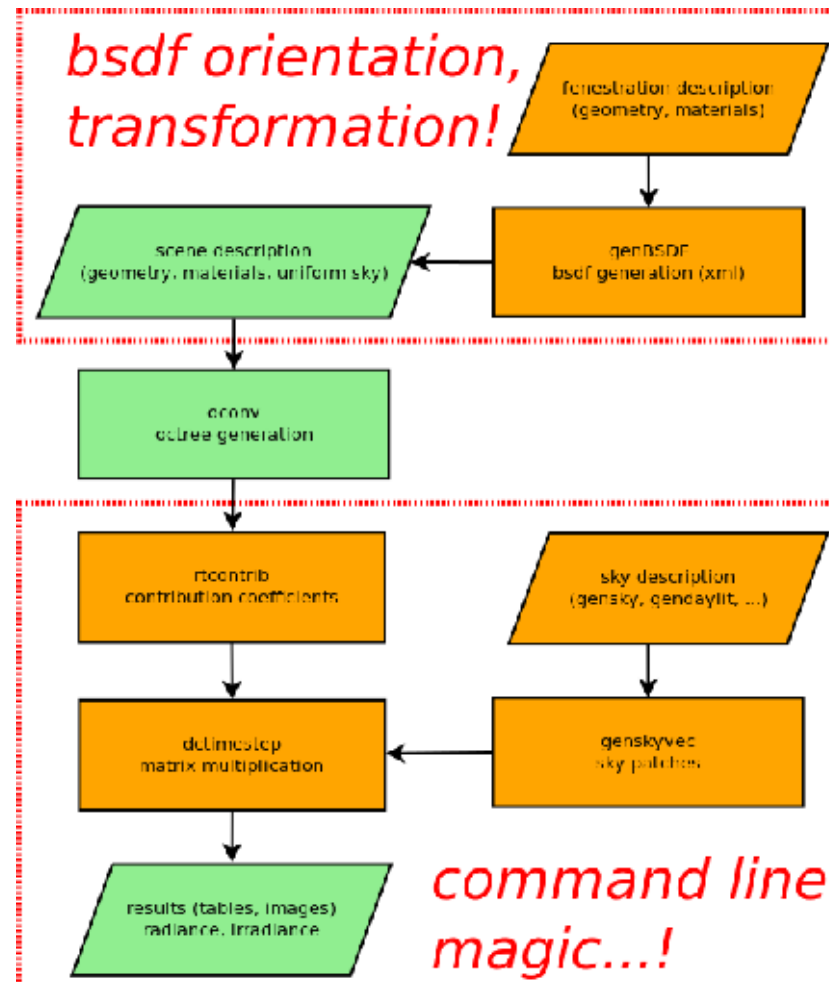 bsdf orientation,
transformation!
fenestration description
(geometry, materials)
scene description
(geometry, materials, uniform sky)
genBSDF
bsdf generation (xml)
oconv
octree generation
rtcontrib
contribution coefficients
sky description
(gensky, gendaylit, ...)
dctimestep
matrix multiplication
genskyvec
sky patches
results (tables, images)
radiance, irradiance
command line
magic...!